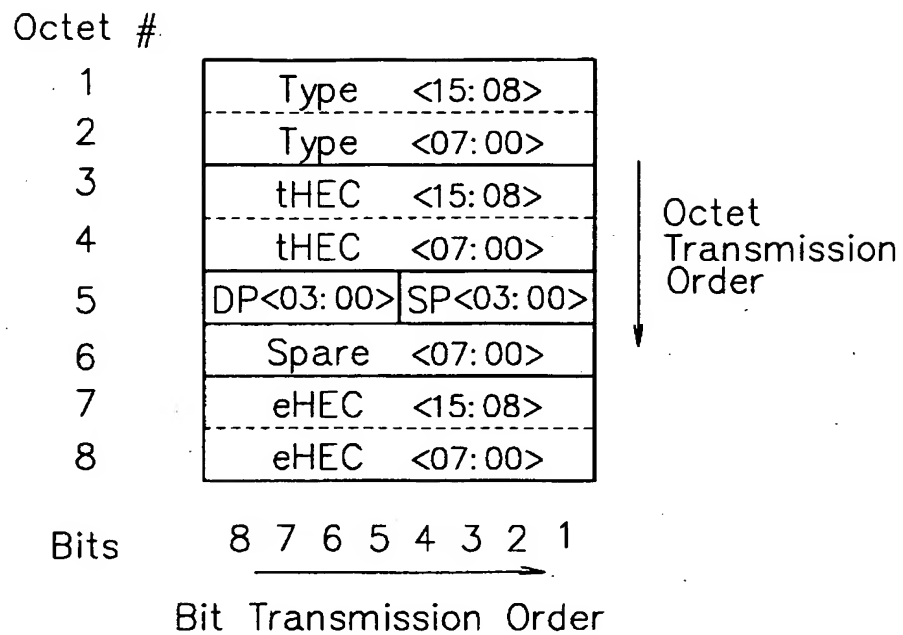 Octet #
1 Type <15:08>
2 Type <07:00>
3 tHEC <15:08>
4 tHEC <07:00>
5 DP<03:00> SP<03:00>
6 Spare <07:00>
7 eHEC <15:08>
8 eHEC <07:00>
Octet
Transmission
Order
Bits 8 7 6 5 4 3 2 1
Bit Transmission Order